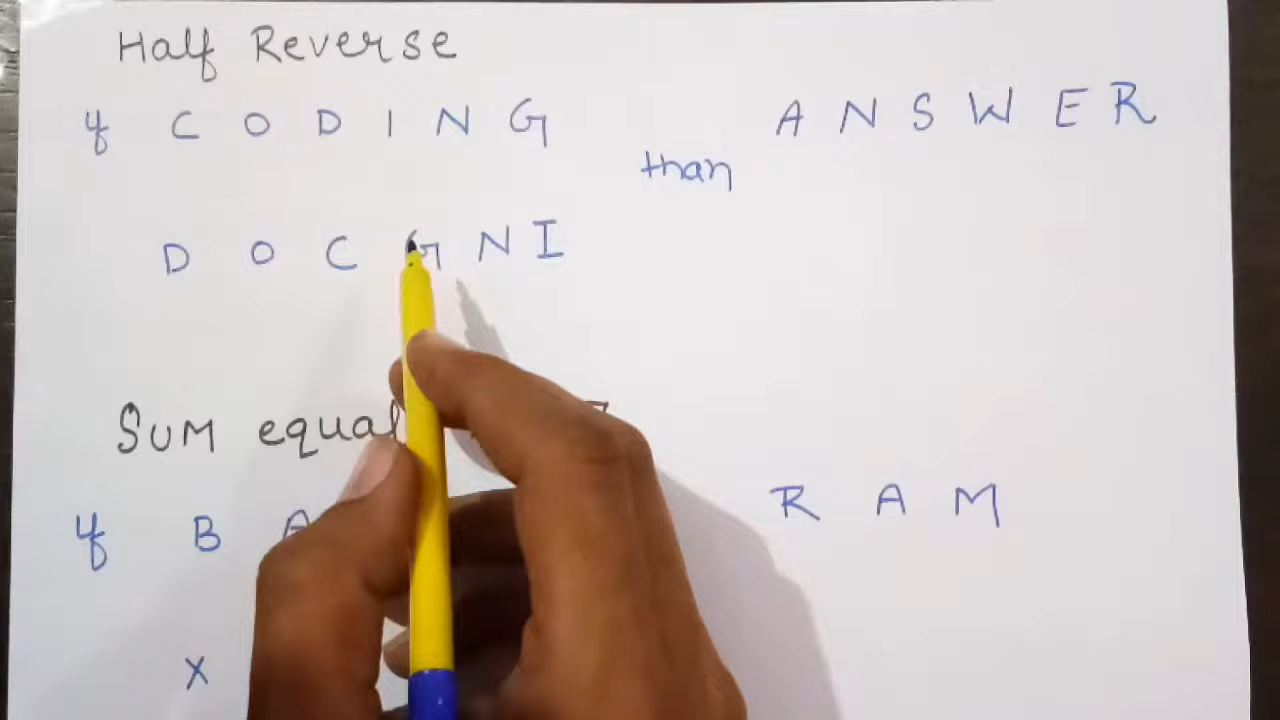 Half Reverse
if C O D I N G than A N S W E R
D O C G N I
Sum equal
if B A R A M
X